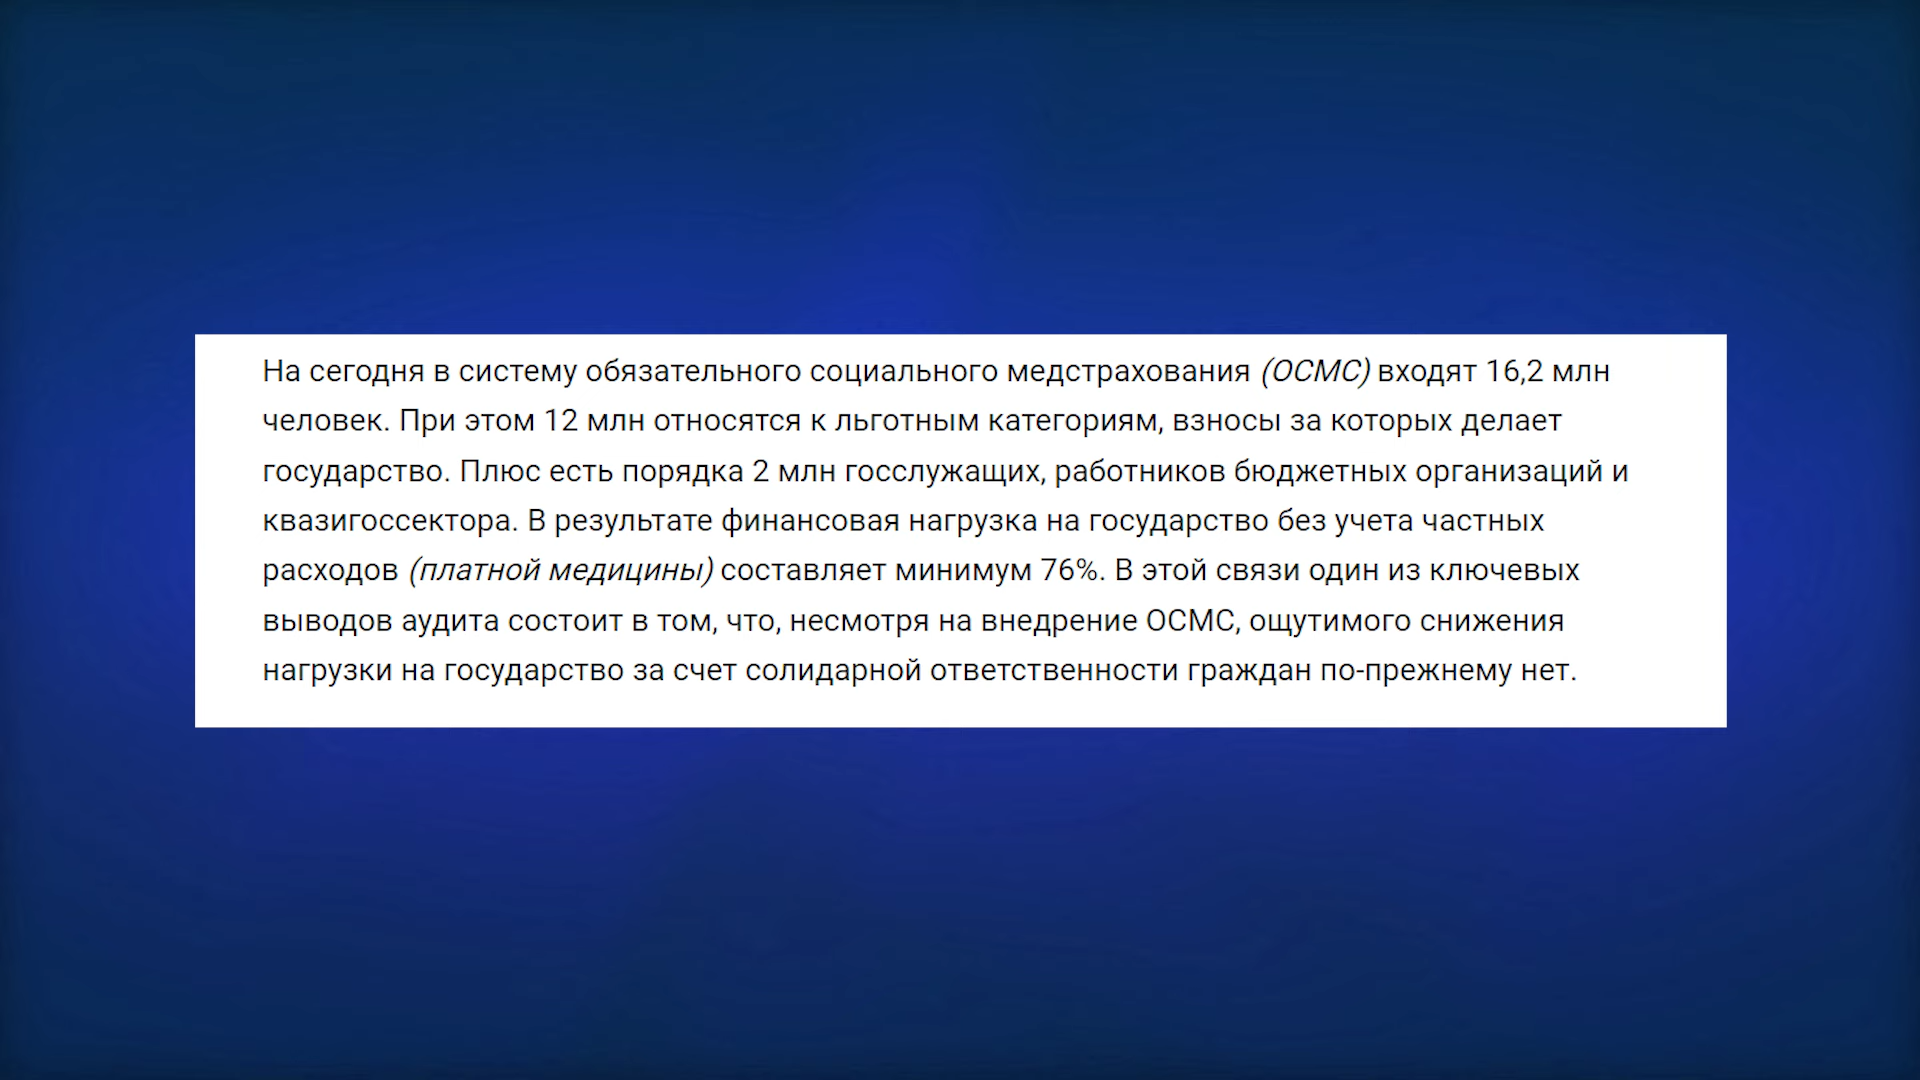 На сегодня в систему обязательного социального медстрахования (ОСМС) входят 16,2 млн
человек. При этом 12 млн относятся к льготным категориям, взносы за которых делает
государство. Плюс есть порядка 2 млн госслужащих, работников бюджетных организаций и
квазигоссектора. В результате финансовая нагрузка на государство без учета частных
расходов (платной медицины) составляет минимум 76%. В этой связи один из ключевых
выводов аудита состоит в том, что, несмотря на внедрение ОСМС, ощутимого снижения
нагрузки на государство за счет солидарной ответственности граждан по-прежнему нет.